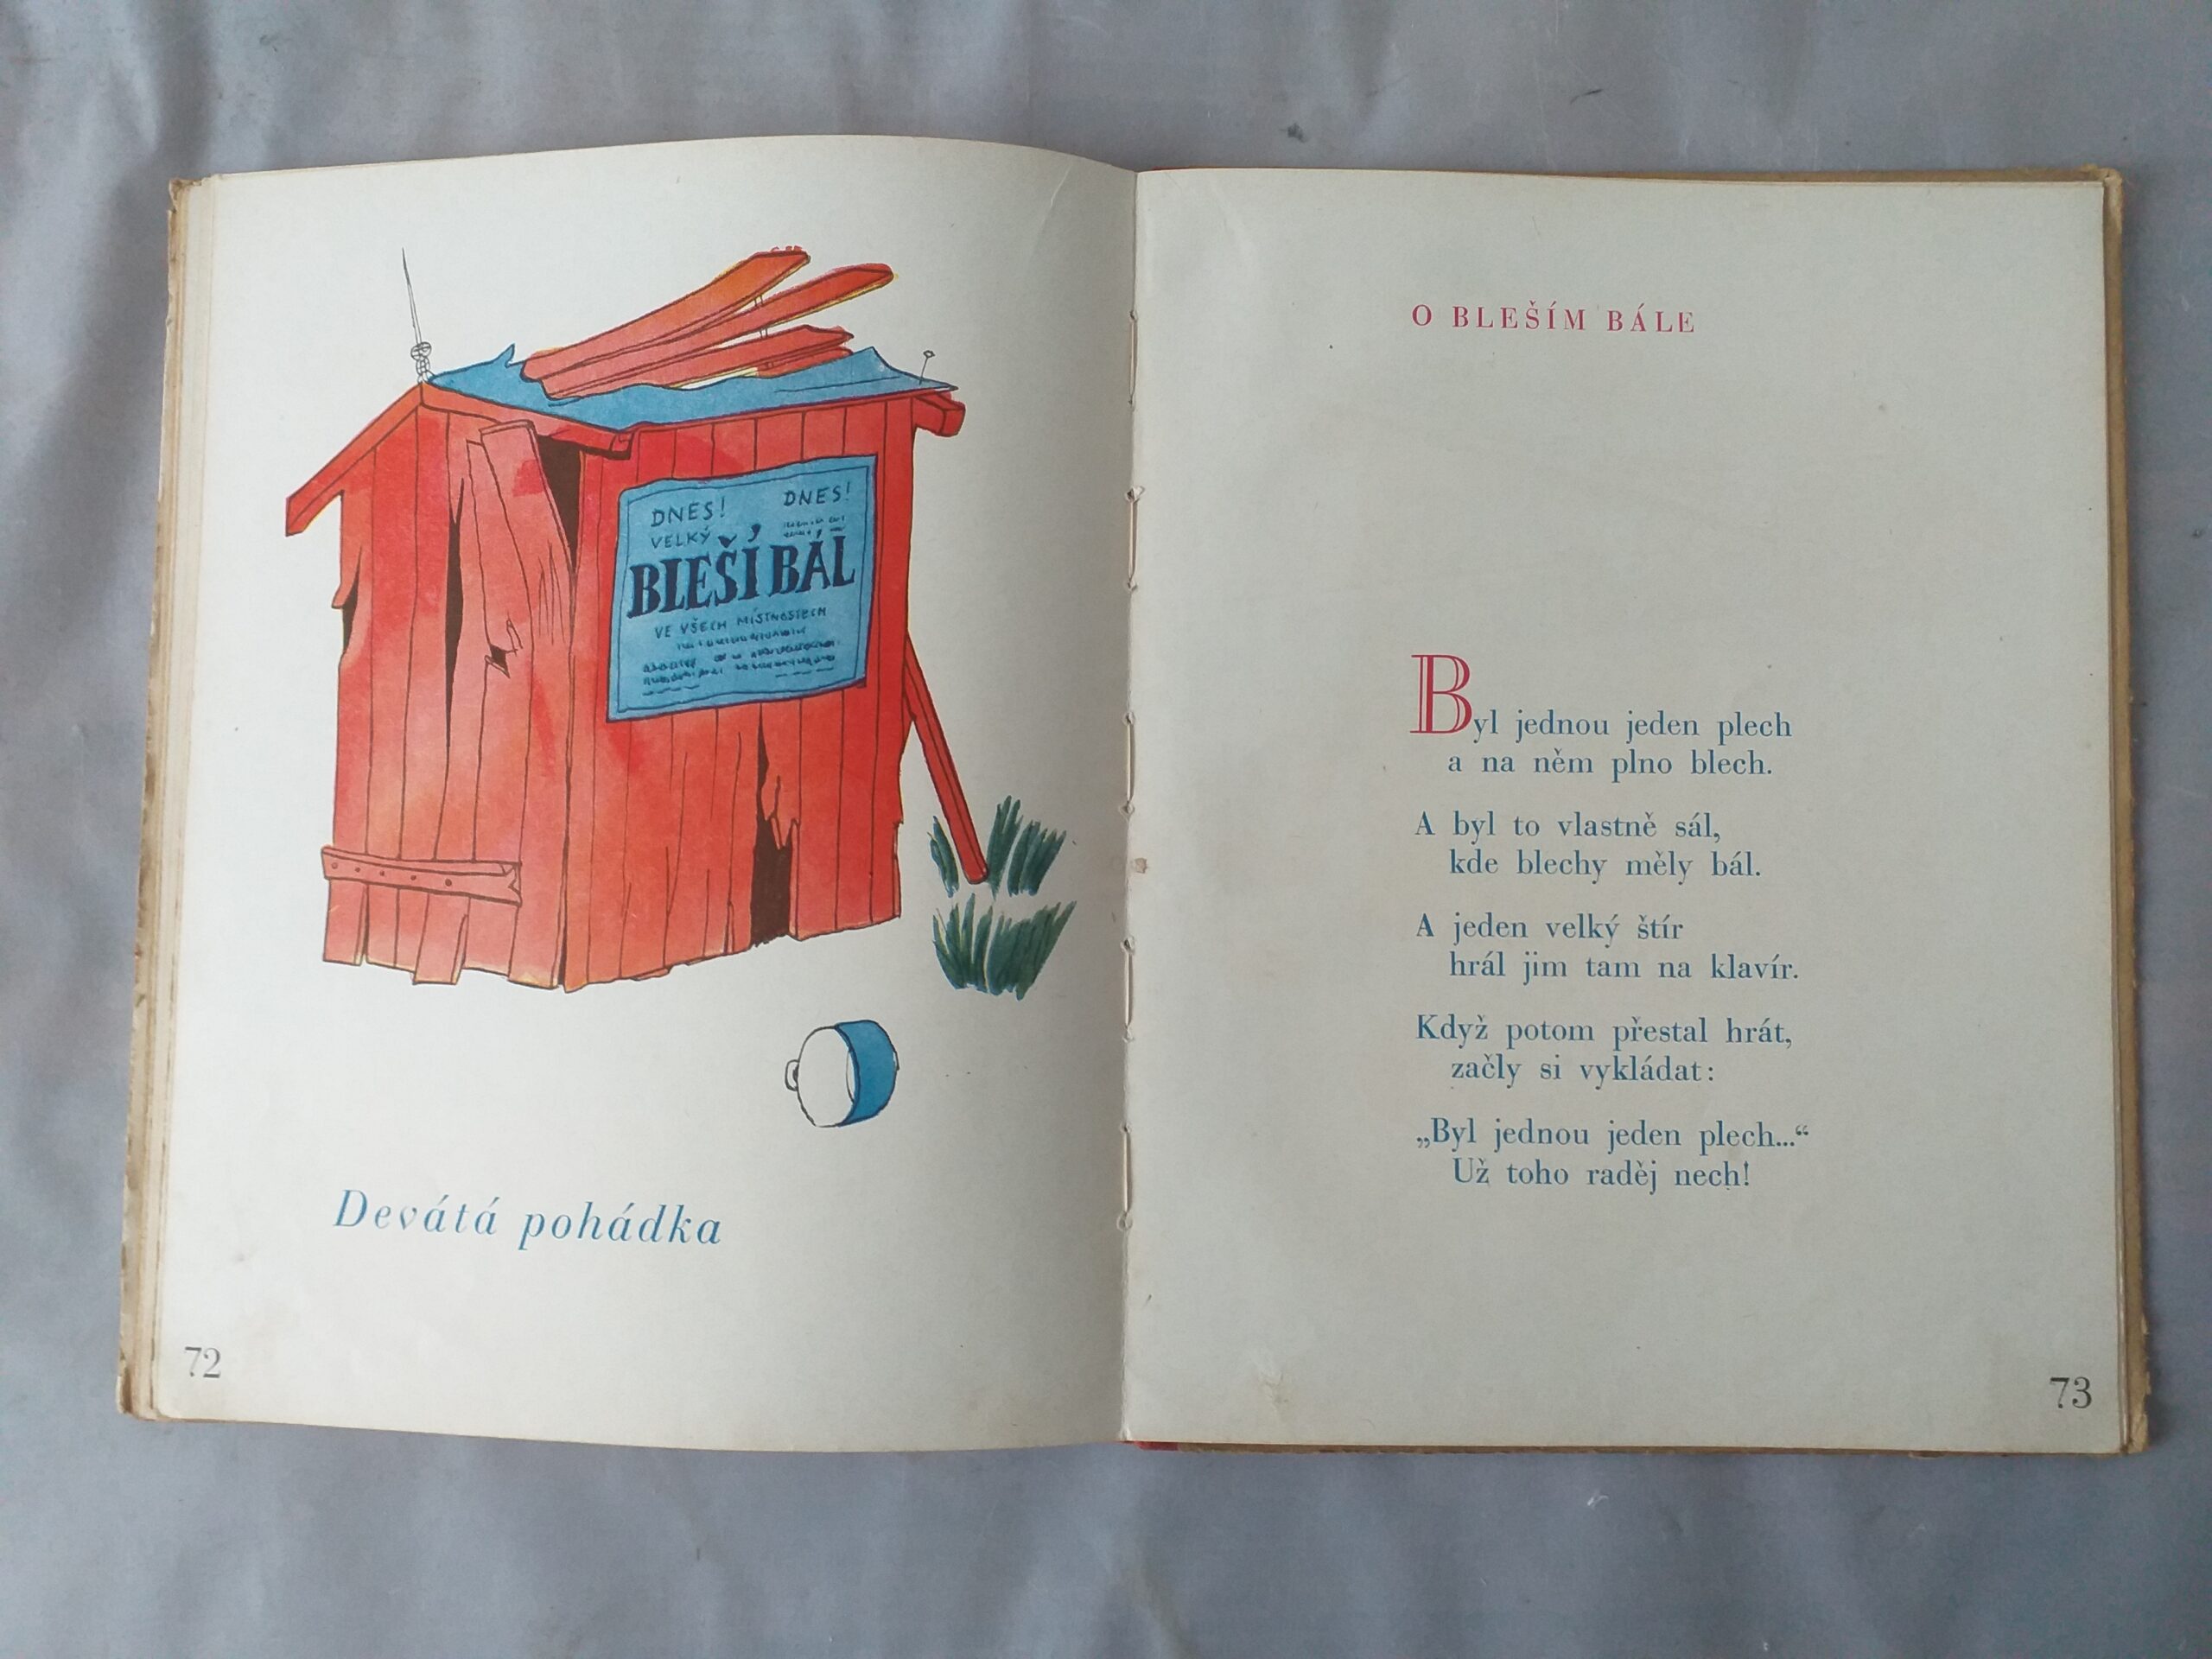 DNES! DNES!
VELKÝ
BLEŠÍ BÁL
VE VŠECH MÍSTNOSTECH
Devátá pohádka
72
O BLEŠÍM BÁLE
Byl jednou jeden plech
a na něm plno blech.
A byl to vlastně sál,
kde blechy měly bál.
A jeden velký štír
hrál jim tam na klavír.
Když potom přestal hrát,
začly si vykládat:
„Byl jednou jeden plech...“
Už toho raděj nech!
73